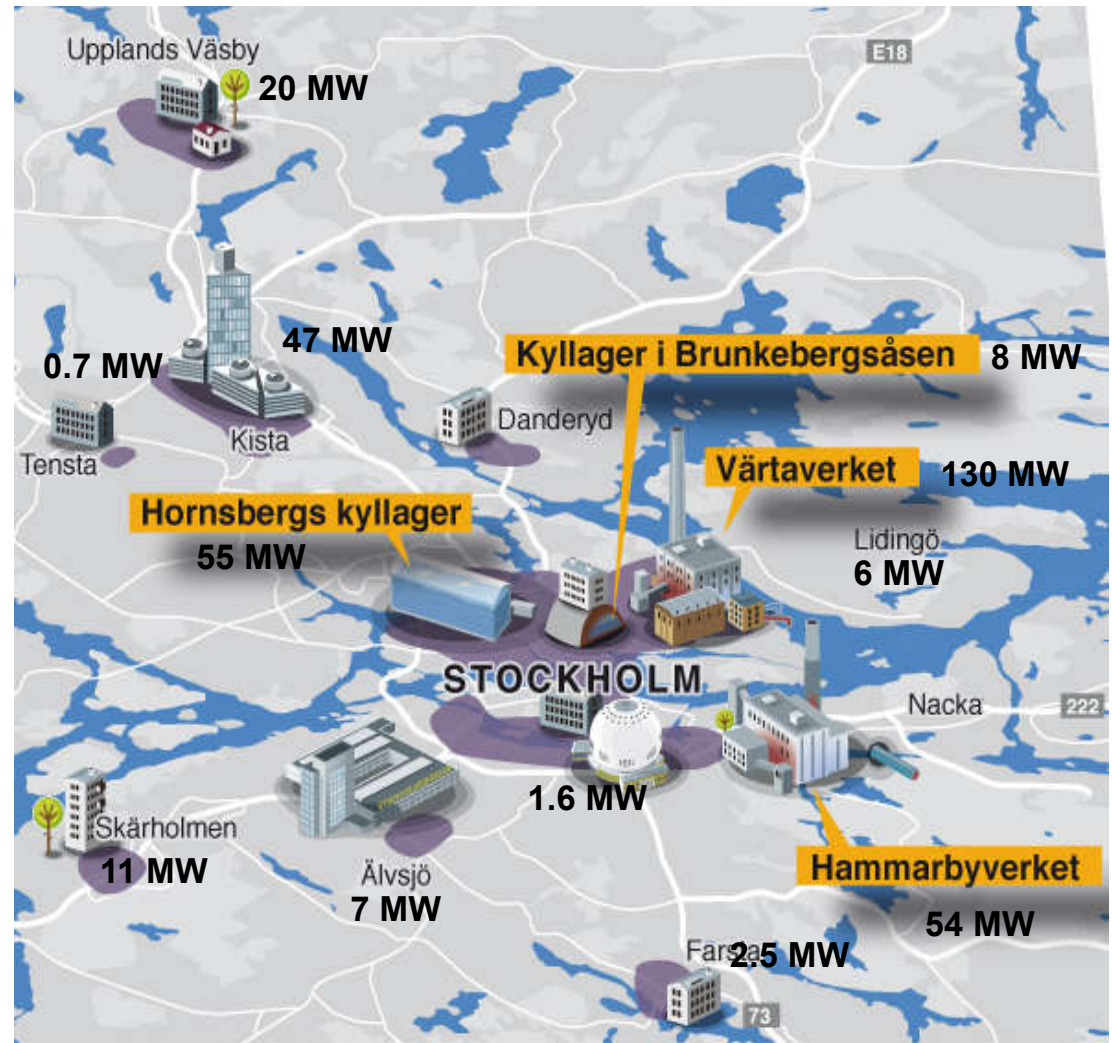 Upplands Väsby
20 MW
E18
47 MW
0.7 MW
Kyllager i Brunkebergsåsen
8 MW
Danderyd
Kista
Tensta
Värtaverket
130 MW
Hornsbergs kyllager
55 MW
Lidingö
6 MW
STOCKHOLM
Nacka
222
1.6 MW
Skärholmen
11 MW
Älvsjö
7 MW
Hammarbyverket
54 MW
Farsta
2.5 MW
73